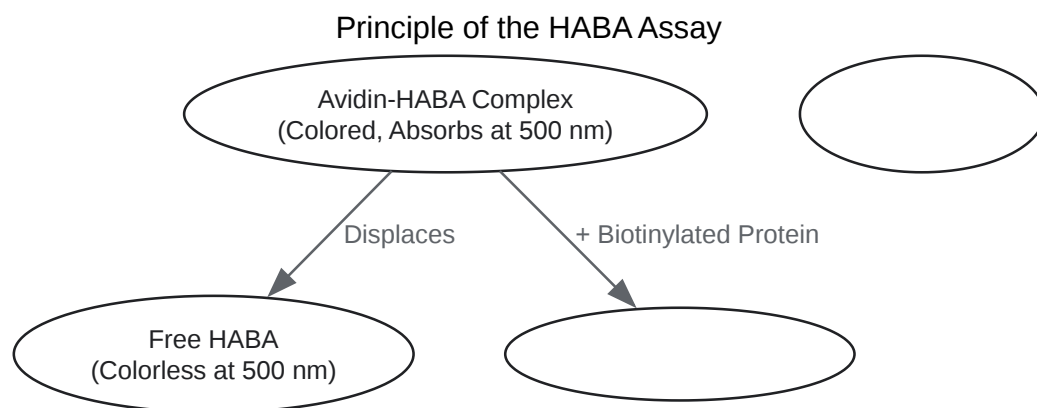 Principle of the HABA Assay
Avidin-HABA Complex
(Colored, Absorbs at 500 nm)
Displaces
+ Biotinylated Protein
Free HABA
(Colorless at 500 nm)